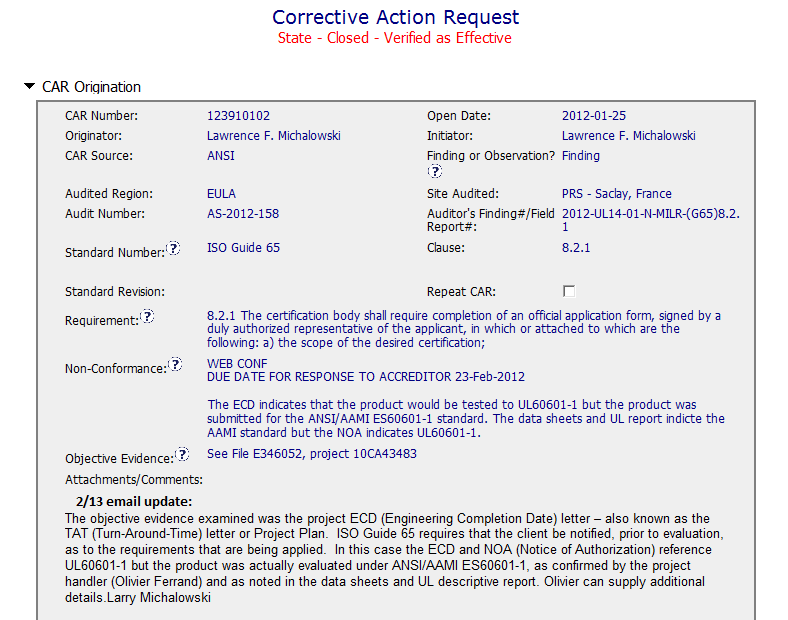 Corrective Action Request
State - Closed - Verified as Effective
CAR Origination
CAR Number: 123910102 Open Date: 2012-01-25
Originator: Lawrence F. Michalowski Initiator: Lawrence F. Michalowski
CAR Source: ANSI Finding or Observation? Finding
?
Audited Region: EULA Site Audited: PRS - Saclay, France
Audit Number: AS-2012-158 Auditor's Finding#/Field 2012-UL14-01-N-MILR-(G65)8.2.
Report#: 1
Standard Number: ? ISO Guide 65 Clause: 8.2.1
Standard Revision: Repeat CAR:
Requirement: ? 8.2.1 The certification body shall require completion of an official application form, signed by a
duly authorized representative of the applicant, in which or attached to which are the
following: a) the scope of the desired certification;
Non-Conformance: ? WEB CONF
DUE DATE FOR RESPONSE TO ACCREDITOR 23-Feb-2012
The ECD indicates that the product would be tested to UL60601-1 but the product was
submitted for the ANSI/AAMI ES60601-1 standard. The data sheets and UL report indicte the
AAMI standard but the NOA indicates UL60601-1.
Objective Evidence: ? See File E346052, project 10CA43483
Attachments/Comments:
2/13 email update:
The objective evidence examined was the project ECD (Engineering Completion Date) letter – also known as the
TAT (Turn-Around-Time) letter or Project Plan. ISO Guide 65 requires that the client be notified, prior to evaluation,
as to the requirements that are being applied. In this case the ECD and NOA (Notice of Authorization) reference
UL60601-1 but the product was actually evaluated under ANSI/AAMI ES60601-1, as confirmed by the project
handler (Olivier Ferrand) and as noted in the data sheets and UL descriptive report. Olivier can supply additional
details.Larry Michalowski